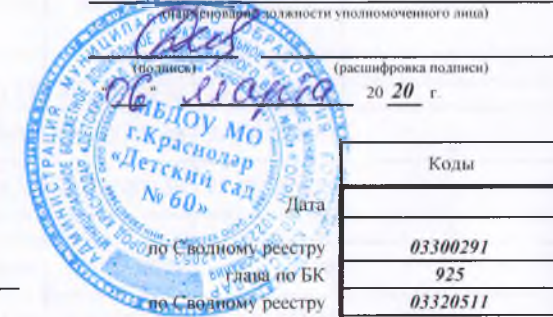 (наименование должности уполномоченного лица)
(подпись) (расшифровка подписи)
"06" марта 20 20 г.
МБДОУ МО
г.Краснодар
«Детский сад
№ 60»
Коды
Дата
по Сводному реестру 03300291
глава по БК 925
по Сводному реестру 03320511